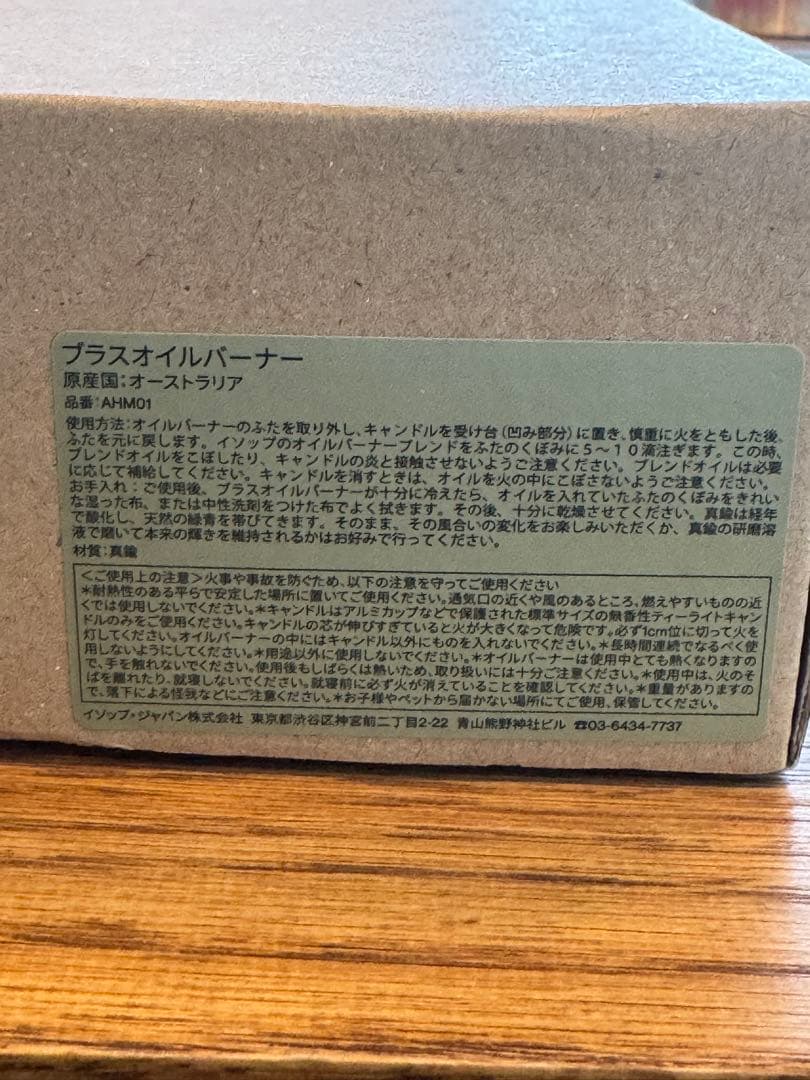 ブラスオイルバーナー
原産国：オーストラリア
品番：AHM01
使用方法：オイルバーナーのふたを取り外し、キャンドルを受け台（凹み部分）に置き、慎重に火をともした後、
ふたを元に戻します。イソップのオイルバーナーブレンドをふたのくぼみに５～１０滴注ぎます。この時、
ブレンドオイルをこぼしたり、キャンドルの炎と接触させないようご注意ください。ブレンドオイルは必要
に応じて補給してください。キャンドルを消すときは、オイルを火の中にこぼさないようご注意ください。
お手入れ：ご使用後、ブラスオイルバーナーが十分に冷えたら、オイルを入れていたふたのくぼみをきれい
な湿った布、または中性洗剤をつけた布でよく拭きます。その後、十分に乾燥させてください。真鍮は経年
で酸化し、天然の緑青を帯びてきます。そのまま、その風合いの変化をお楽しみいただくか、真鍮の研磨溶
液で磨いて本来の輝きを維持されるかはお好みで行ってください。
材質：真鍮
＜ご使用上の注意＞火事や事故を防ぐため、以下の注意を守ってご使用ください
＊耐熱性のある平らで安定した場所に置いてご使用ください。通気口の近くや風のあるところ、燃えやすいものの近
くでは使用しないでください。＊キャンドルはアルミカップなどで保護された標準サイズの無香性ティーライトキャン
ドルのみをご使用ください。キャンドルの芯が伸びすぎていると火が大きくなって危険です。必ず1cm位に切って火を
灯してください。オイルバーナーの中にはキャンドル以外にものを入れないでください。＊長時間連続でなるべく使
用しないようにしてください。＊用途以外に使用しないでください。＊オイルバーナーは使用中とても熱くなりますの
で、手を触れないでください。使用後もしばらくは熱いため、取り扱いには十分ご注意ください。＊使用中は、火のそ
ばを離れたり、就寝しないでください。就寝前に必ず火が消えていることを確認してください。＊重量がありますの
で、落下による怪我などにご注意ください。＊お子様やペットから届かない場所にてご使用、保管してください。
イソップ・ジャパン株式会社 東京都渋谷区神宮前二丁目2-22 青山熊野神社ビル ☎03-6434-7737